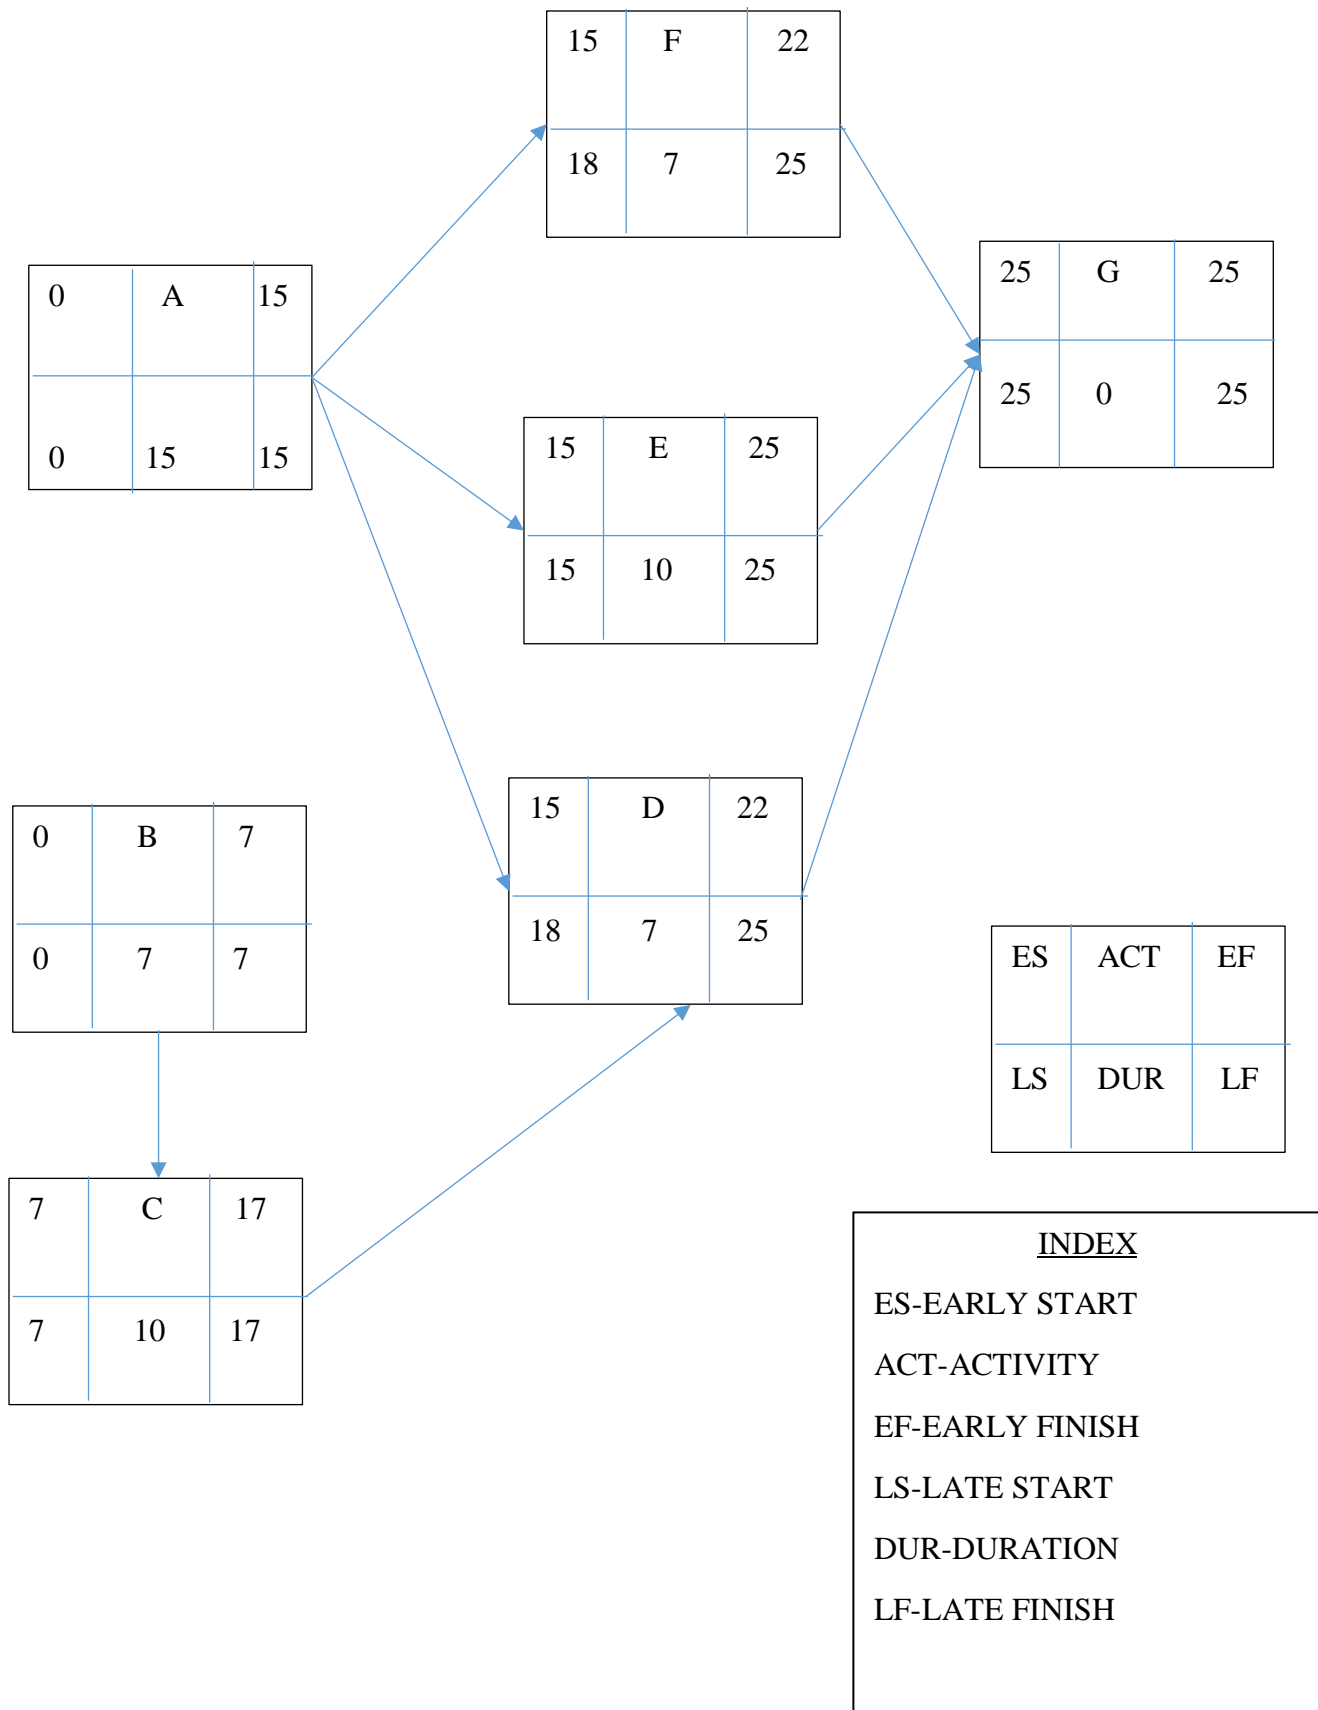 15 F 22
18 7 25
0 A 15
0 15 15
25 G 25
25 0 25
15 E 25
15 10 25
15 D 22
18 7 25
0 B 7
0 7 7
7 C 17
7 10 17
ES ACT EF
LS DUR LF
INDEX
ES-EARLY START
ACT-ACTIVITY
EF-EARLY FINISH
LS-LATE START
DUR-DURATION
LF-LATE FINISH